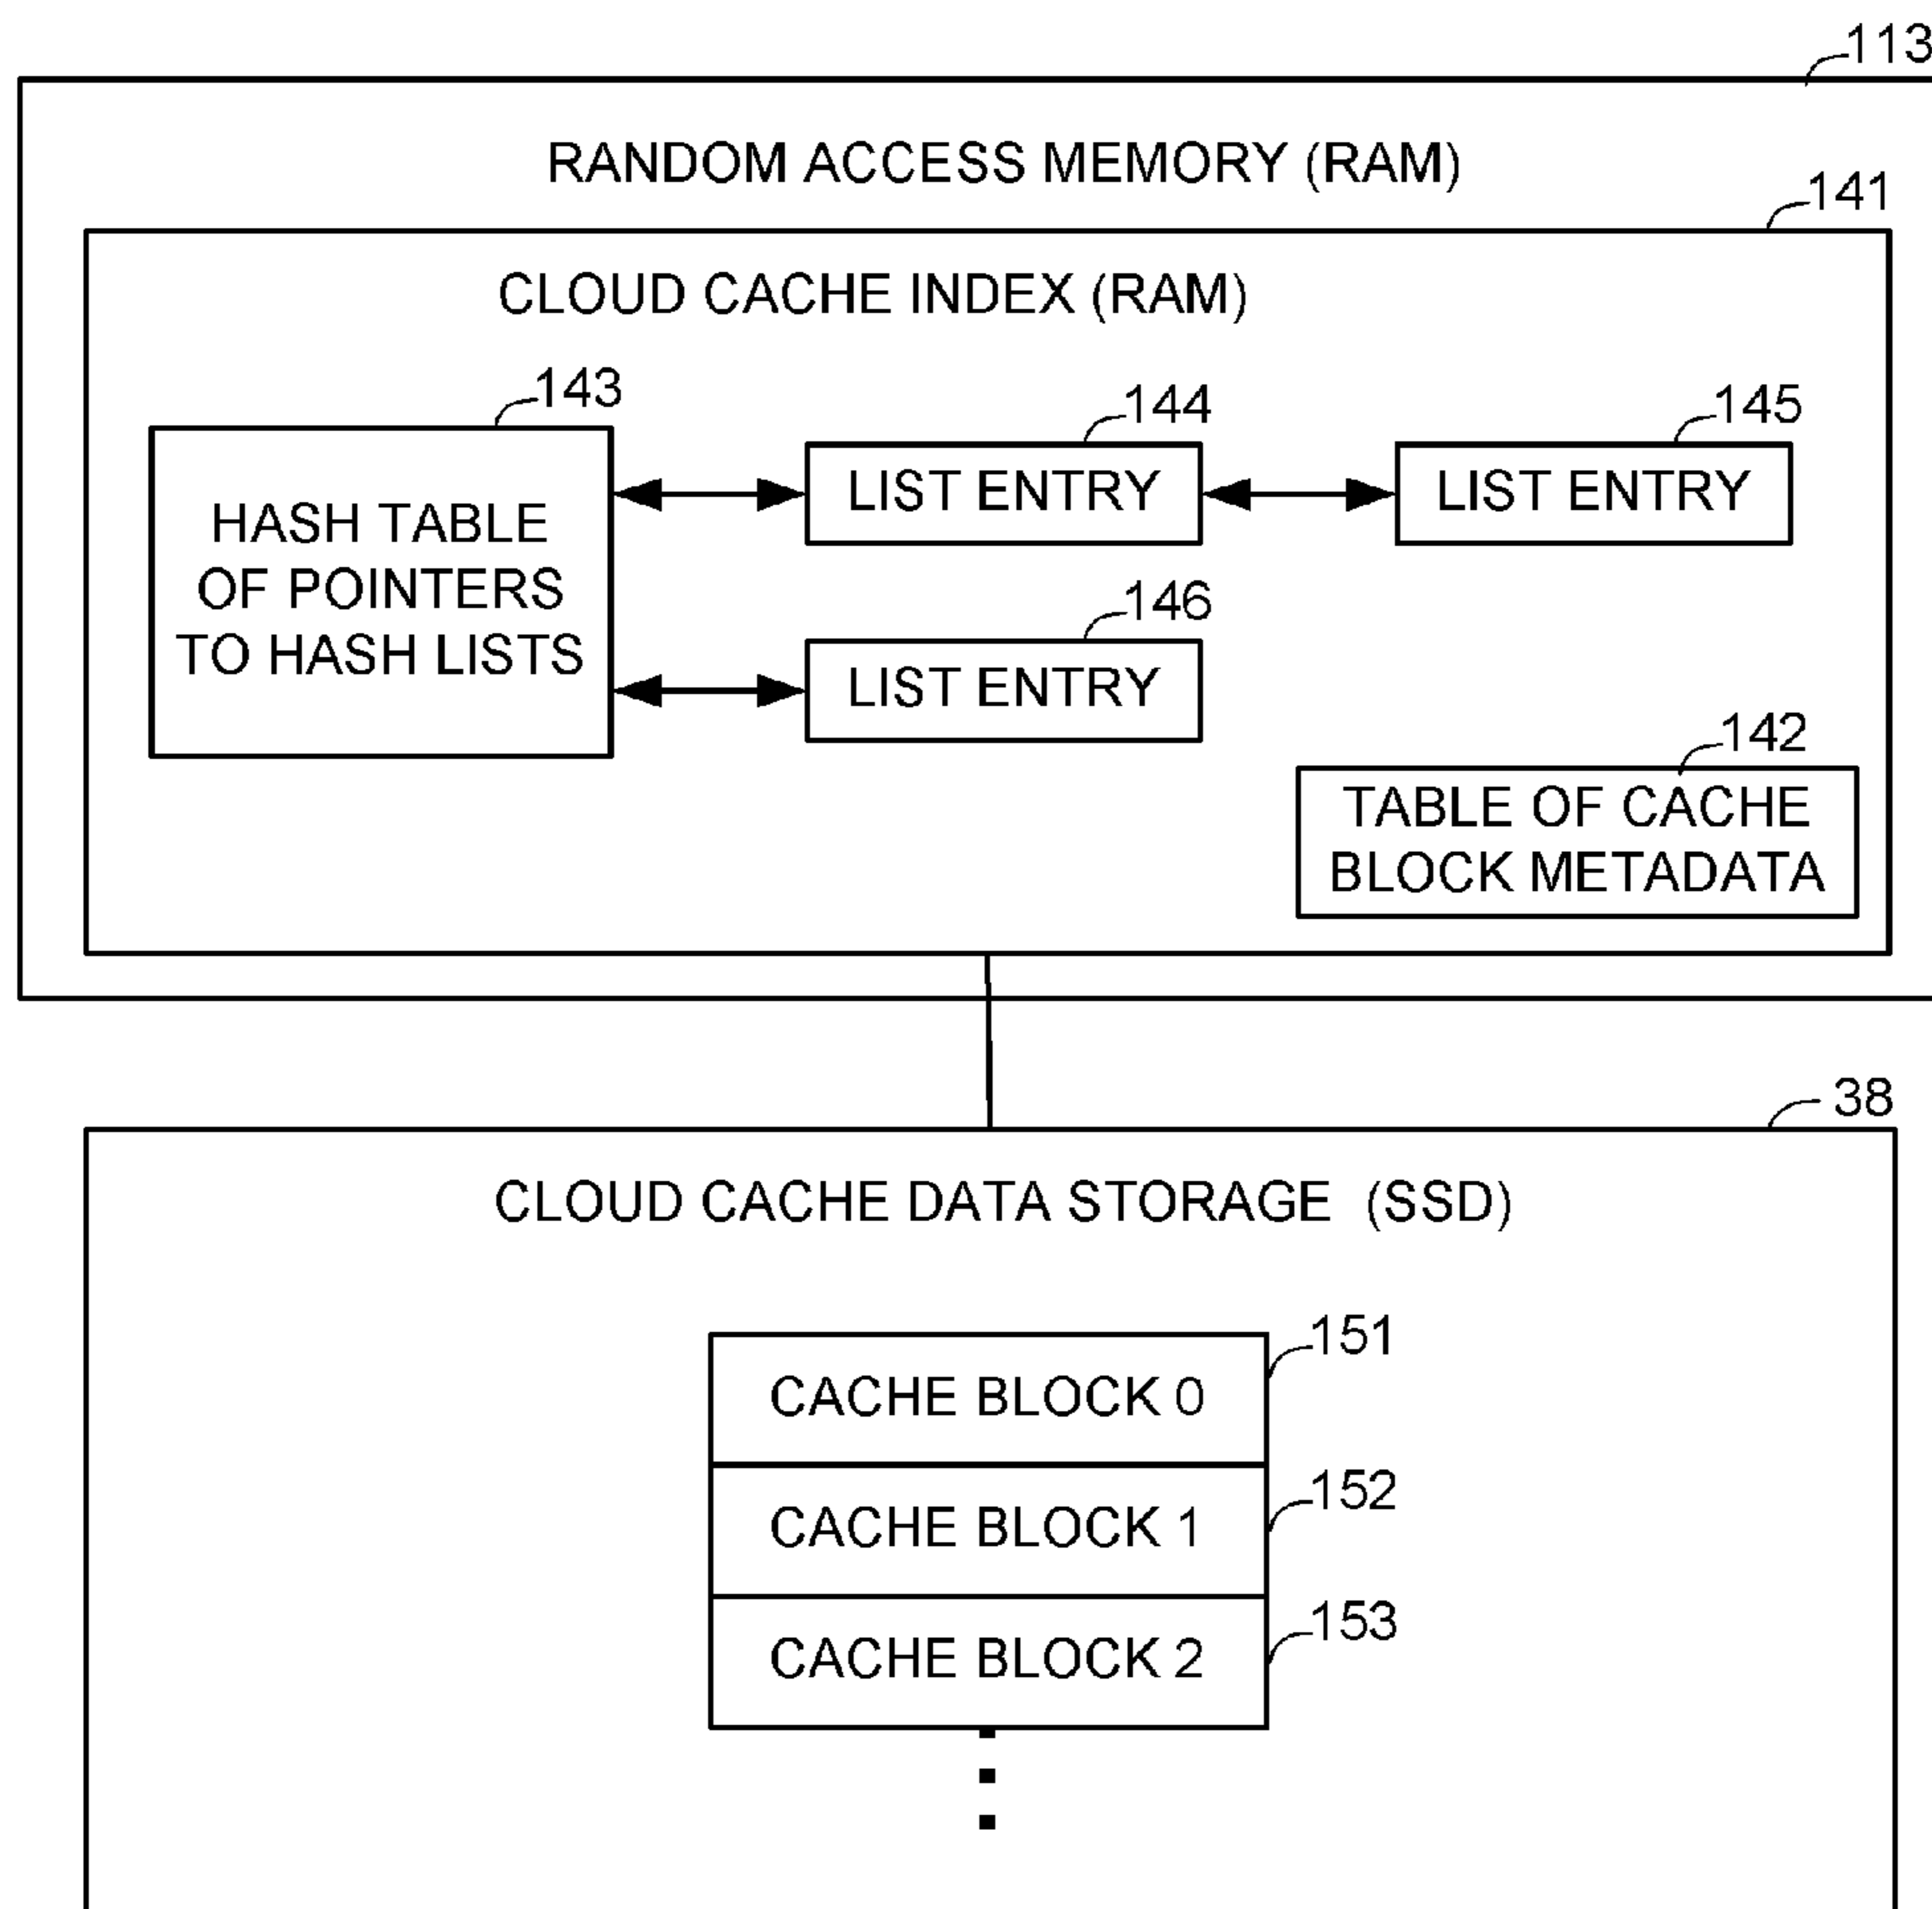 113
RANDOM ACCESS MEMORY (RAM)
141
CLOUD CACHE INDEX (RAM)
143
144
145
HASH TABLE
OF POINTERS
TO HASH LISTS
LIST ENTRY
LIST ENTRY
146
LIST ENTRY
142
TABLE OF CACHE
BLOCK METADATA
38
CLOUD CACHE DATA STORAGE (SSD)
151
CACHE BLOCK 0
152
CACHE BLOCK 1
153
CACHE BLOCK 2